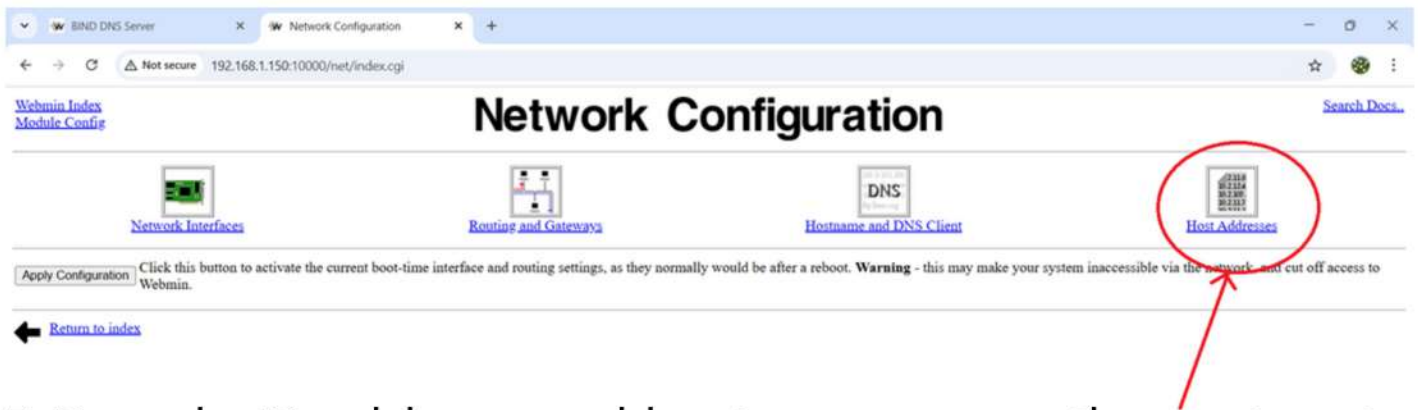 BIND DNS Server
Network Configuration
Not secure
192.168.1.150:10000/net/index.cgi
Webmin Index
Module Config
Network Configuration
Search Docs..
DNS
Network Interfaces
Routing and Gateways
Hostname and DNS Client
Host Addresses
Apply Configuration
Click this button to activate the current boot-time interface and routing settings, as they normally would be after a reboot. Warning - this may make your system inaccessible via the network, and cut off access to
Webmin.
Return to index